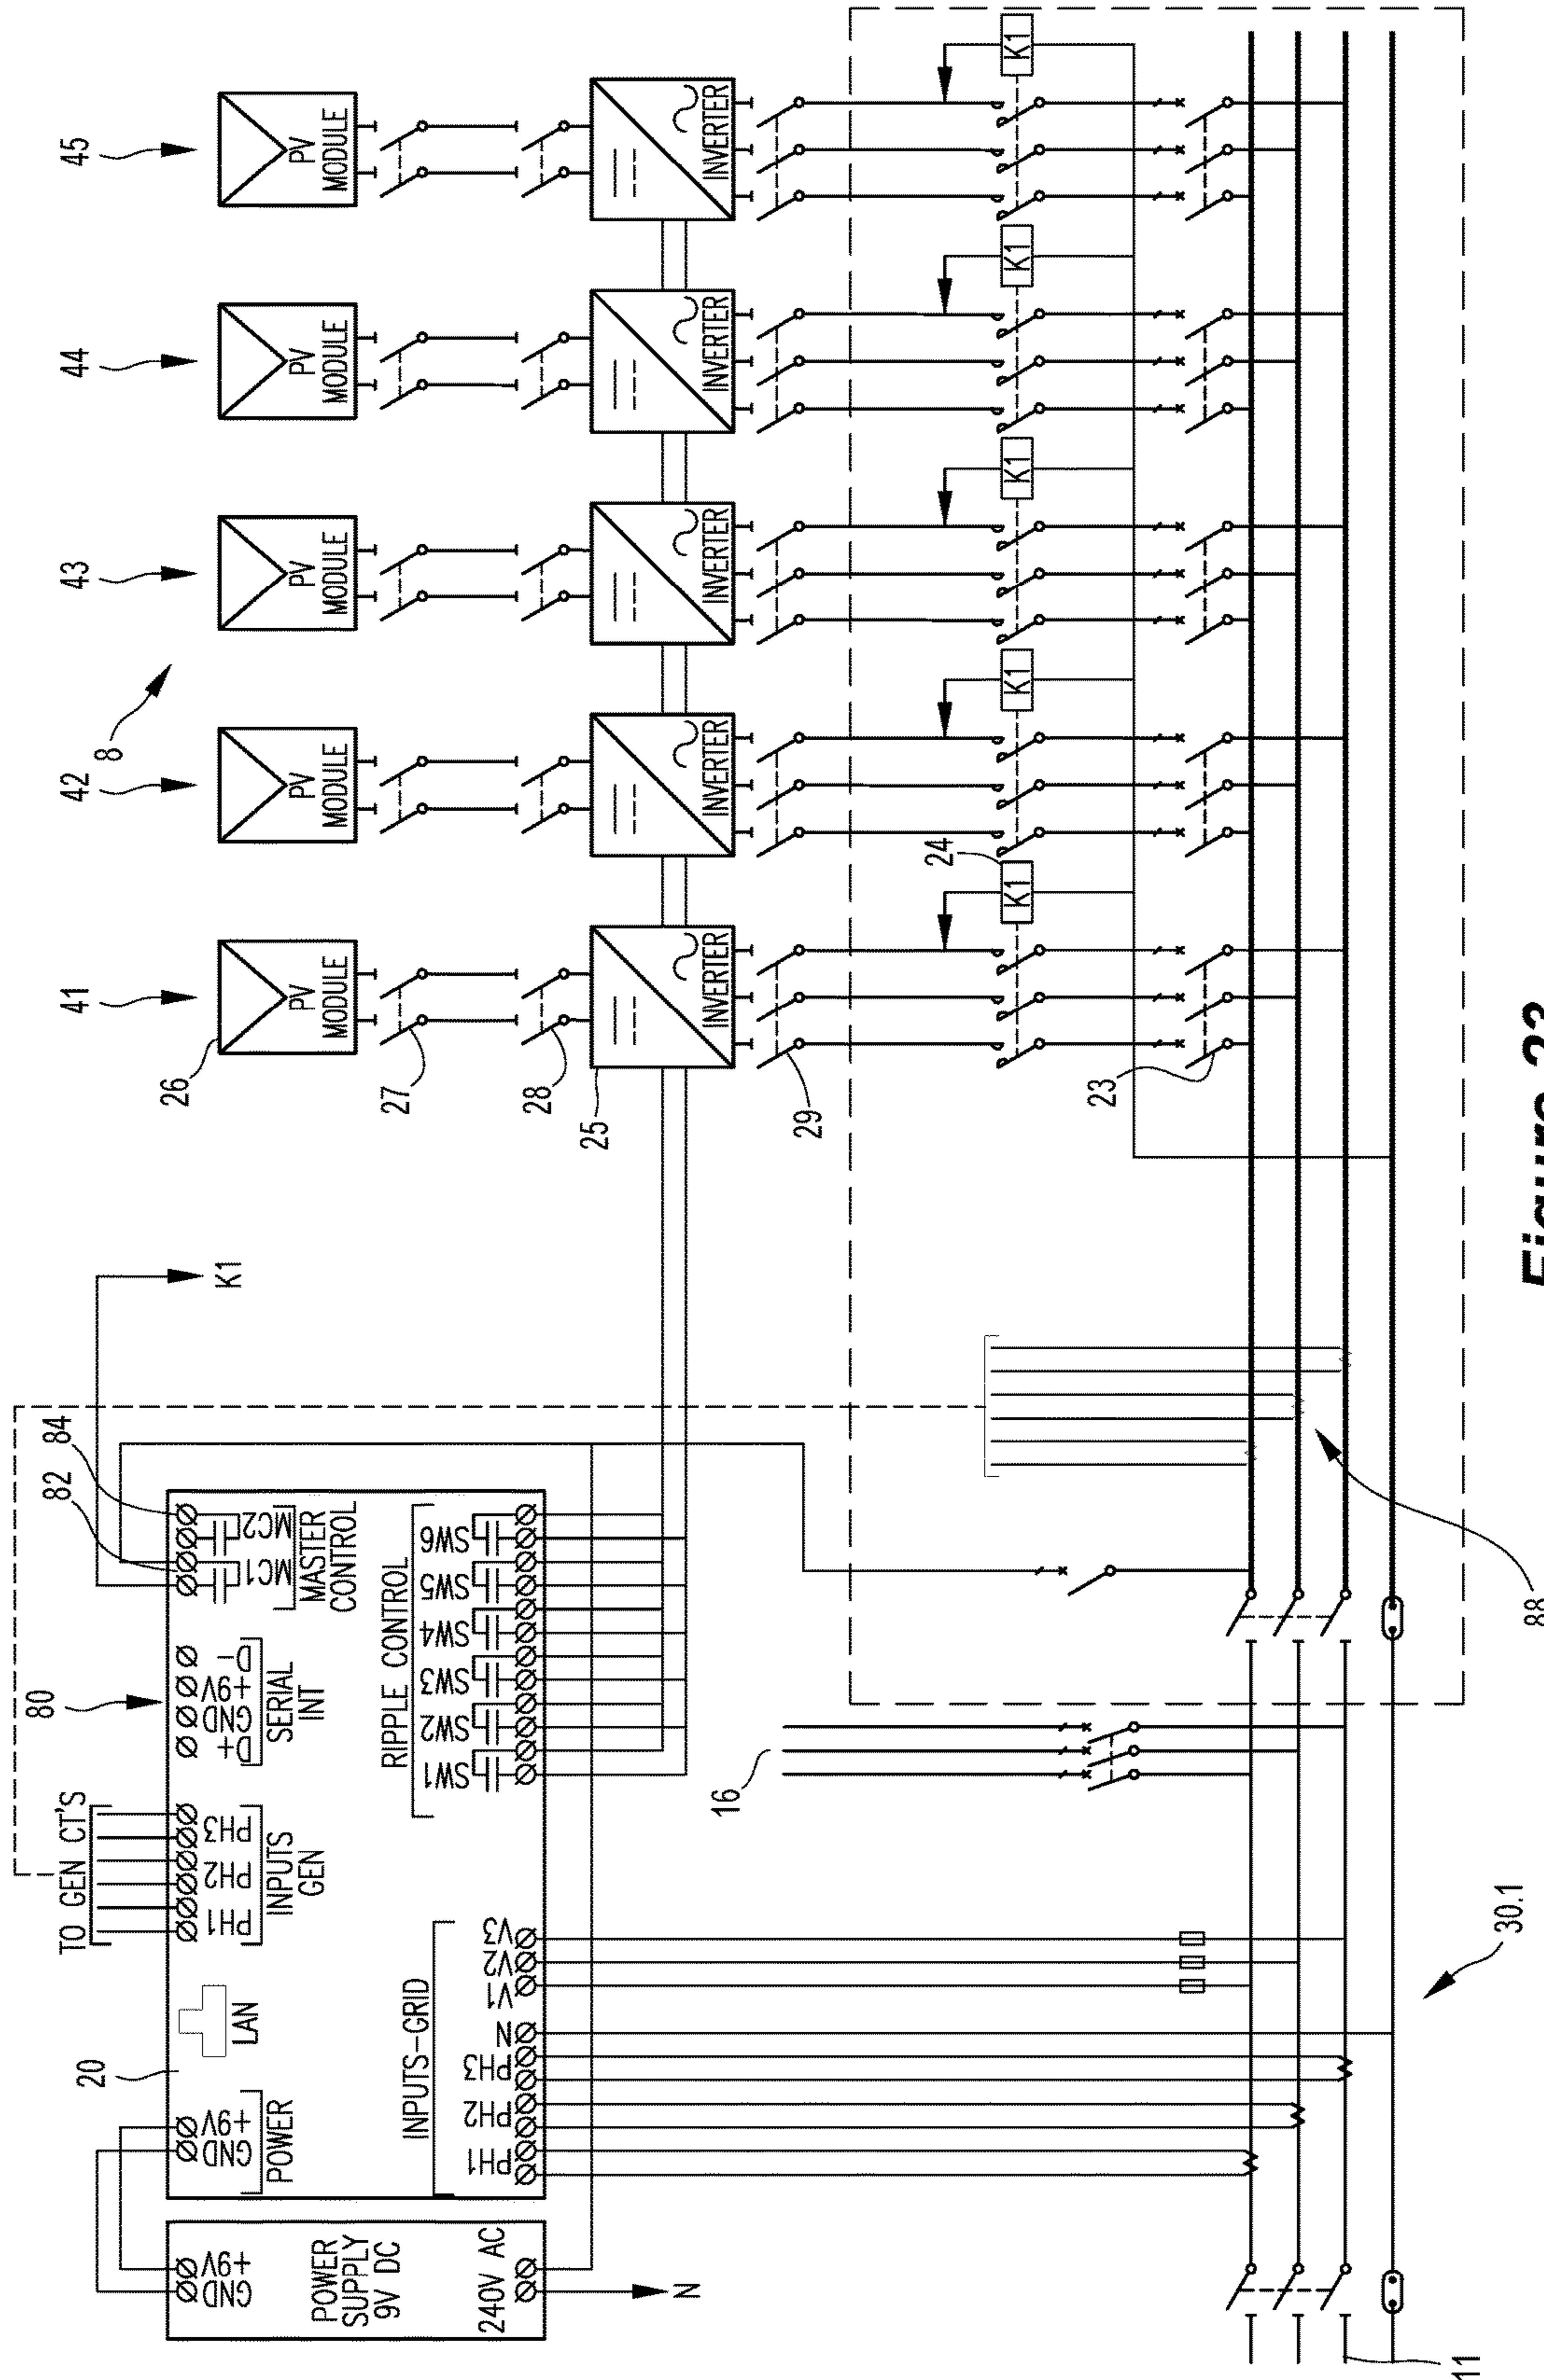 45
44
43
42
41
8
PV
MODULE
PV
MODULE
PV
MODULE
PV
MODULE
PV
MODULE
26
27
28
25
INVERTER
INVERTER
INVERTER
INVERTER
INVERTER
29
K1
K1
K1
K1
K1
24
23
K1
84
82
80
20
TO GEN CT'S
PH1
PH2
PH3
INPUTS
GEN
D+
GND
+9V
D-
SERIAL
INT
MC1
MC2
MASTER
CONTROL
LAN
GND
+9V
POWER
INPUTS-GRID
PH1
PH2
PH3
N
V1
V2
V3
RIPPLE CONTROL
SW1
SW2
SW3
SW4
SW5
SW6
GND
+9V
POWER
SUPPLY
9V DC
240V AC
N
16
88
30.1
11